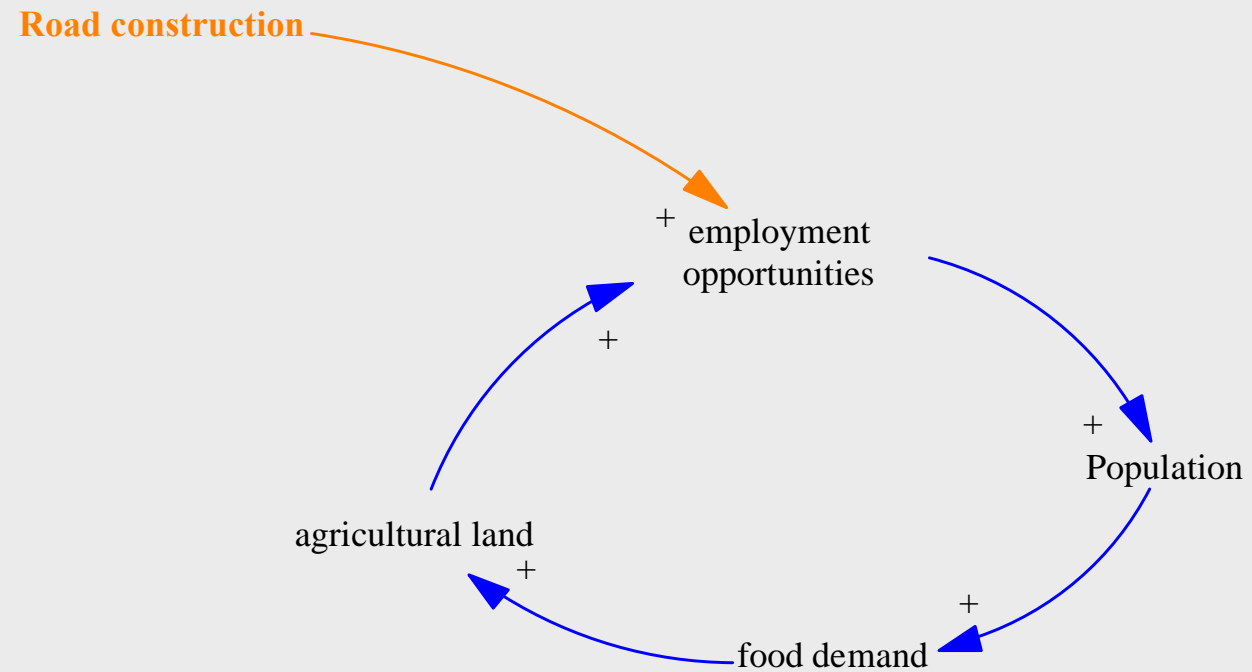 Road construction
+
employment
opportunities
+
+
Population
agricultural land
+
+
food demand